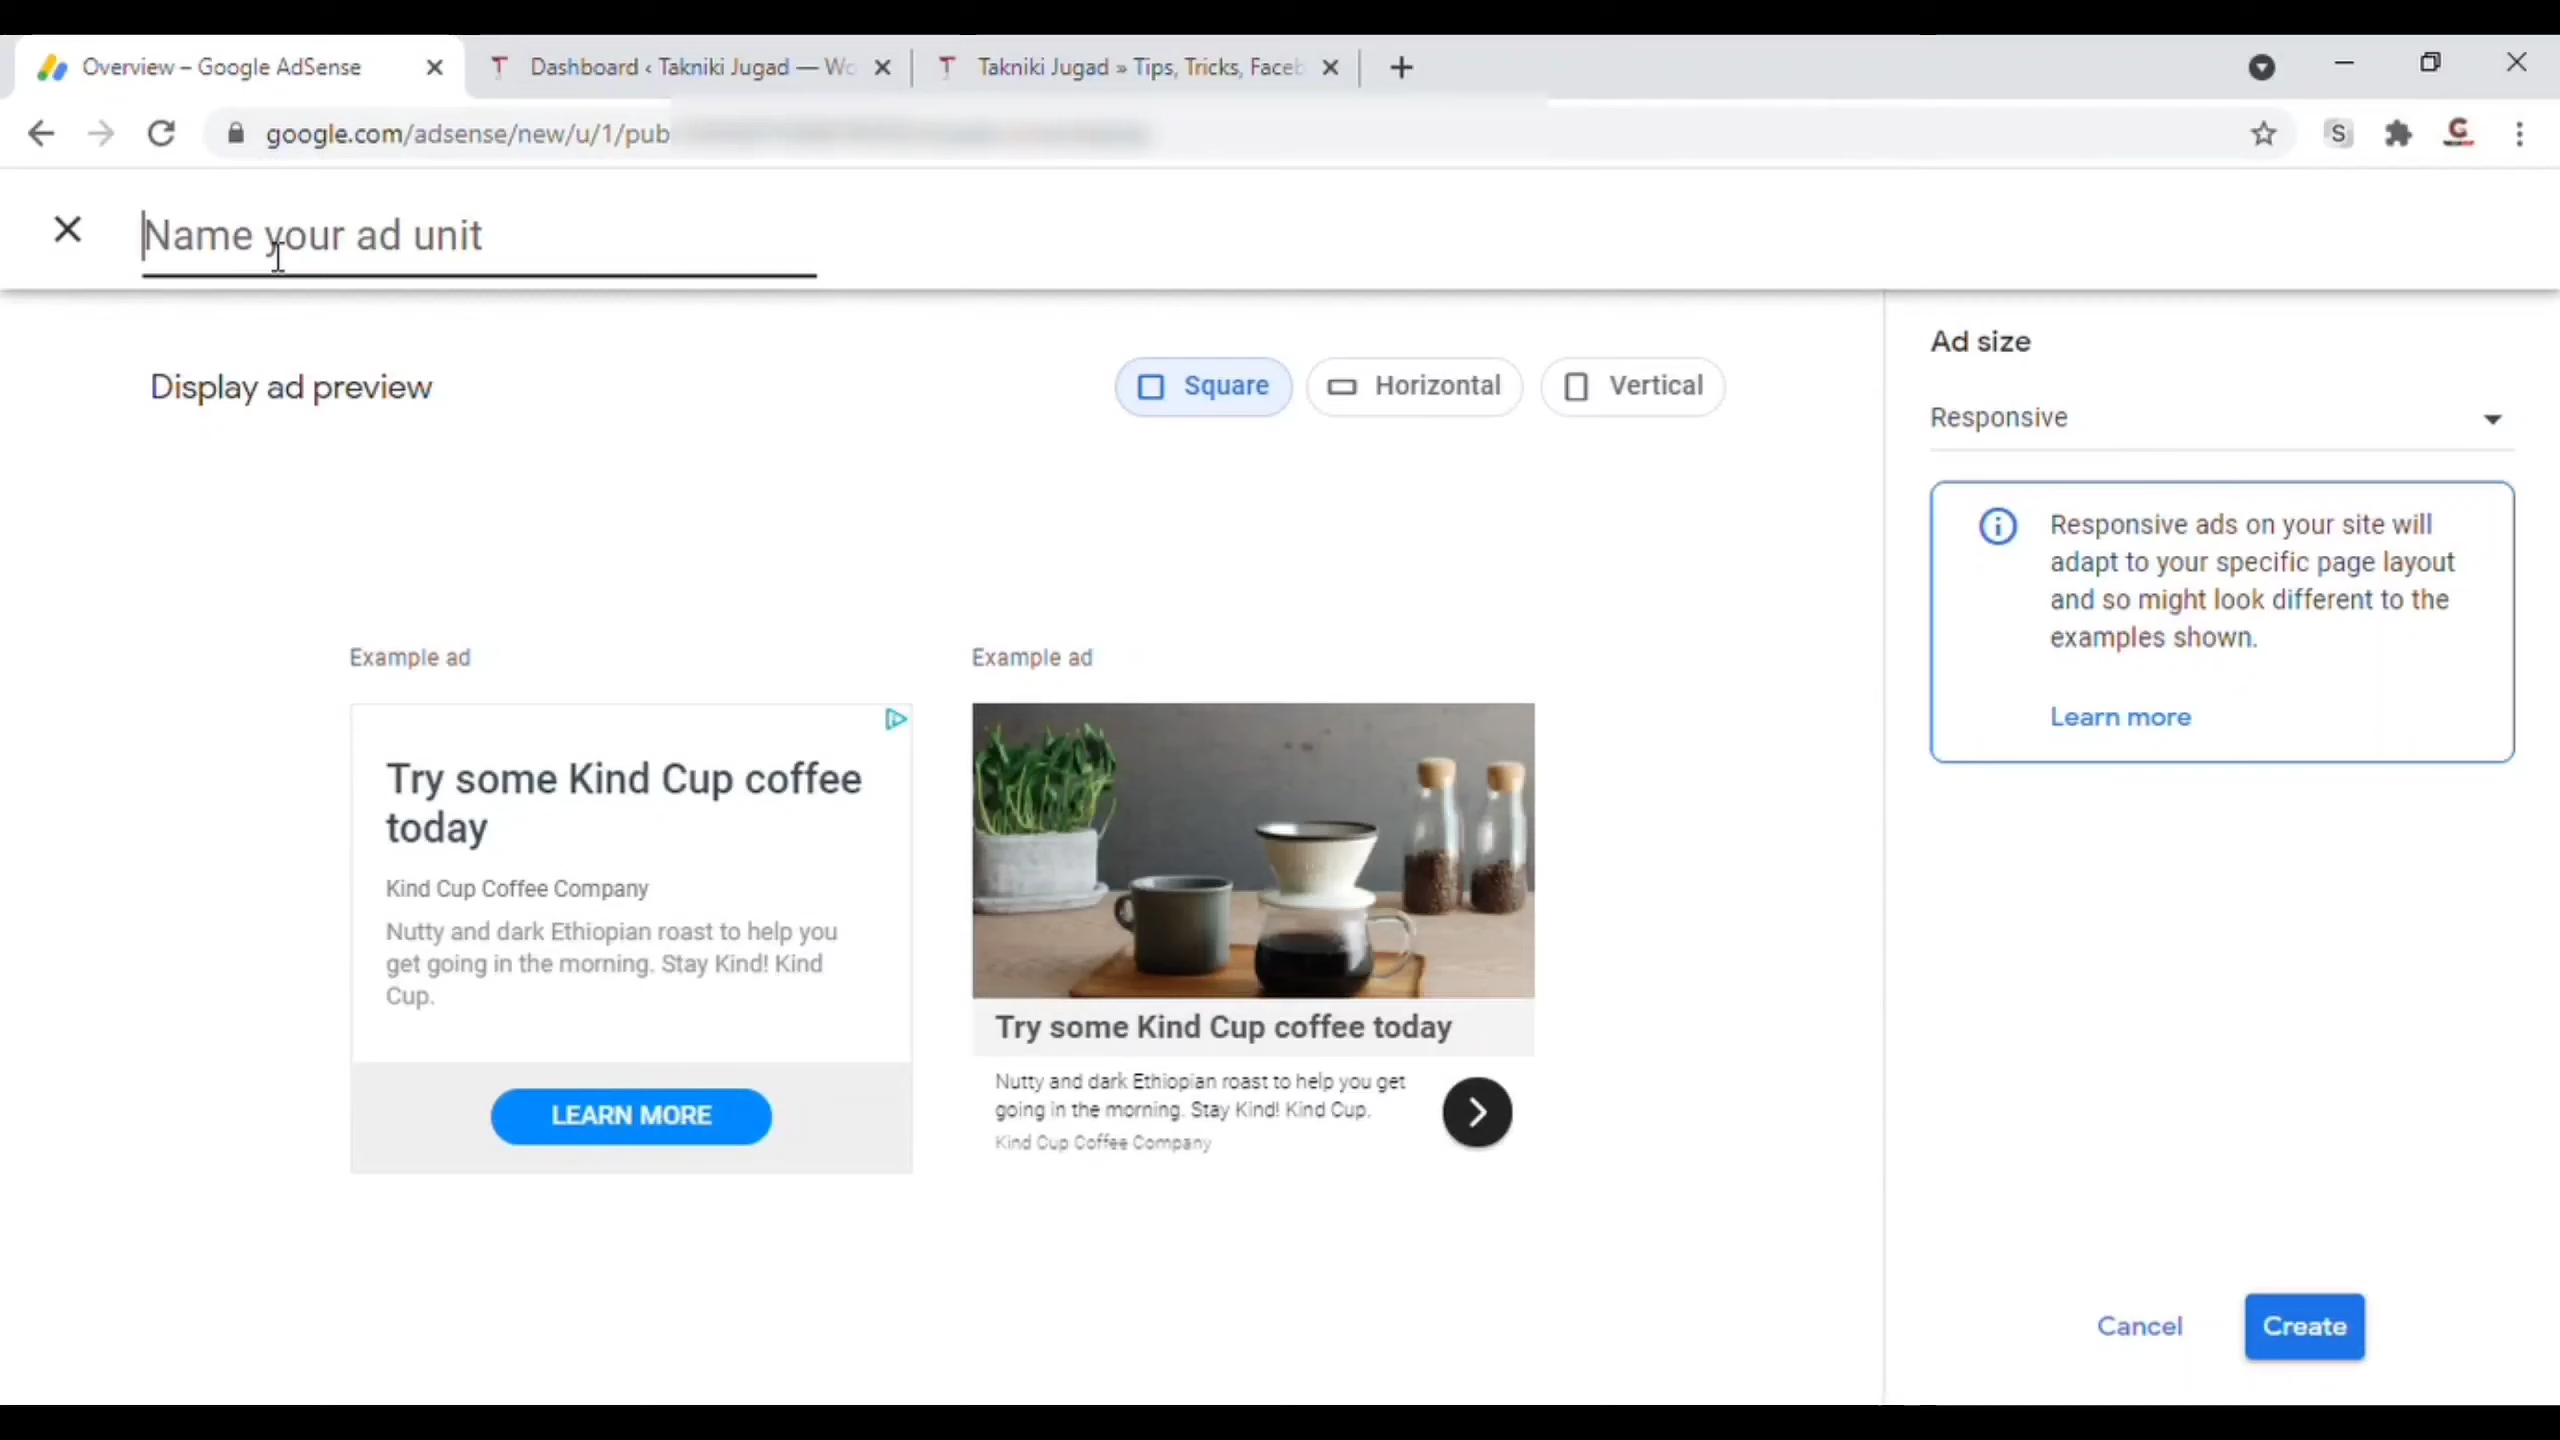 Overview – Google AdSense
Dashboard ‹ Takniki Jugad — Wo
Takniki Jugad » Tips, Tricks, Faceb
google.com/adsense/new/u/1/pub
Name your ad unit
Display ad preview
Square
Horizontal
Vertical
Ad size
Responsive
Responsive ads on your site will
adapt to your specific page layout
and so might look different to the
examples shown.
Learn more
Example ad
Try some Kind Cup coffee
today
Kind Cup Coffee Company
Nutty and dark Ethiopian roast to help you
get going in the morning. Stay Kind! Kind
Cup.
LEARN MORE
Example ad
Try some Kind Cup coffee today
Nutty and dark Ethiopian roast to help you get
going in the morning. Stay Kind! Kind Cup.
Kind Cup Coffee Company
Cancel
Create